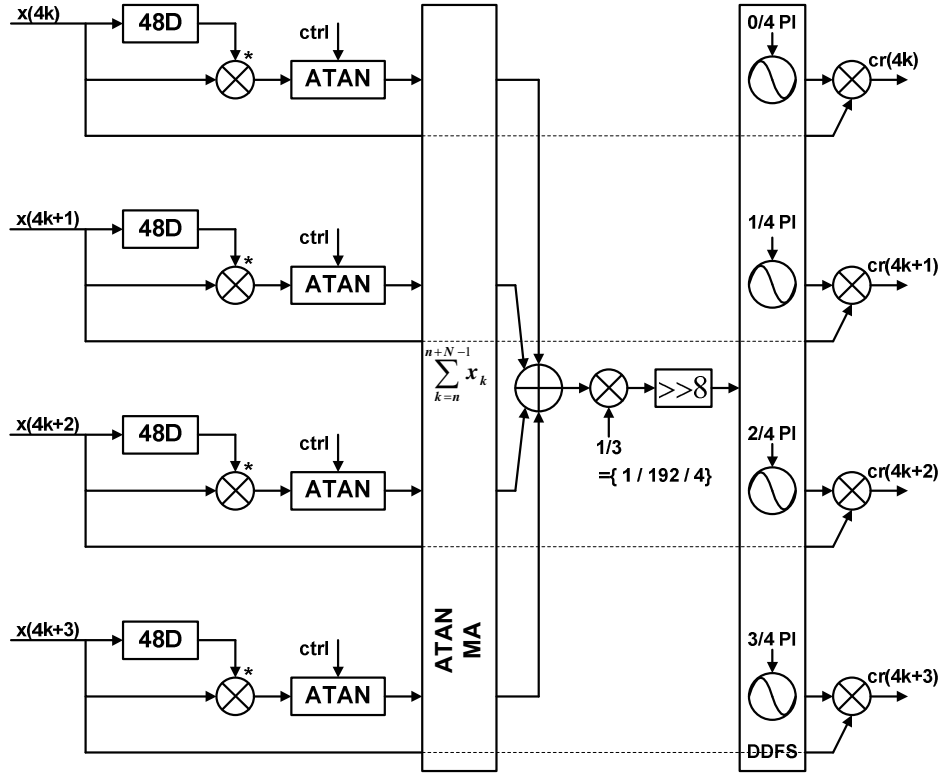 x(4k)
48D
*
ctrl
ATAN
0/4 PI
cr(4k)
x(4k+1)
48D
*
ctrl
ATAN
1/4 PI
cr(4k+1)
n+N-1
∑ x_k
k=n
>>8
1/3
={ 1 / 192 / 4}
x(4k+2)
48D
*
ctrl
ATAN
2/4 PI
cr(4k+2)
x(4k+3)
48D
*
ctrl
ATAN
ATAN
MA
3/4 PI
cr(4k+3)
DDFS